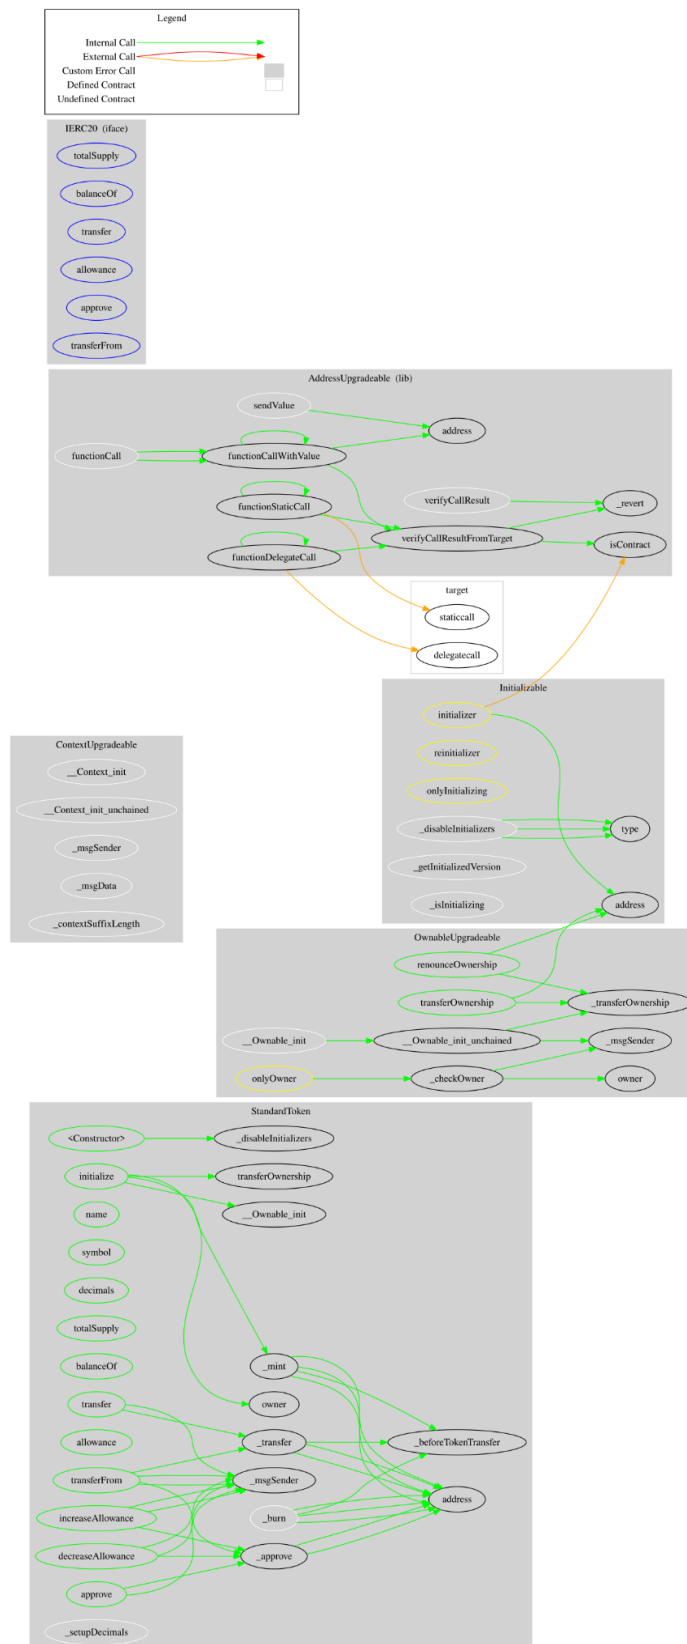 Legend
Internal Call
External Call
Custom Error Call
Defined Contract
Undefined Contract
IERC20 (iface)
totalSupply
balanceOf
transfer
allowance
approve
transferFrom
AddressUpgradeable (lib)
sendValue
address
functionCall
functionCallWithValue
verifyCallResult
_revert
functionStaticCall
verifyCallResultFromTarget
isContract
functionDelegateCall
target
staticcall
delegatecall
Initializable
initializer
reinitializer
onlyInitializing
_disableInitializers
type
_getInitializedVersion
_isInitializing
address
ContextUpgradeable
__Context_init
__Context_init_unchained
_msgSender
_msgData
_contextSuffixLength
OwnableUpgradeable
renounceOwnership
transferOwnership
_transferOwnership
__Ownable_init
__Ownable_init_unchained
_msgSender
onlyOwner
_checkOwner
owner
StandardToken
<Constructor>
_disableInitializers
initialize
transferOwnership
__Ownable_init
name
symbol
decimals
totalSupply
balanceOf
_mint
transfer
owner
allowance
_transfer
_beforeTokenTransfer
transferFrom
_msgSender
address
increaseAllowance
_burn
decreaseAllowance
_approve
approve
_setupDecimals